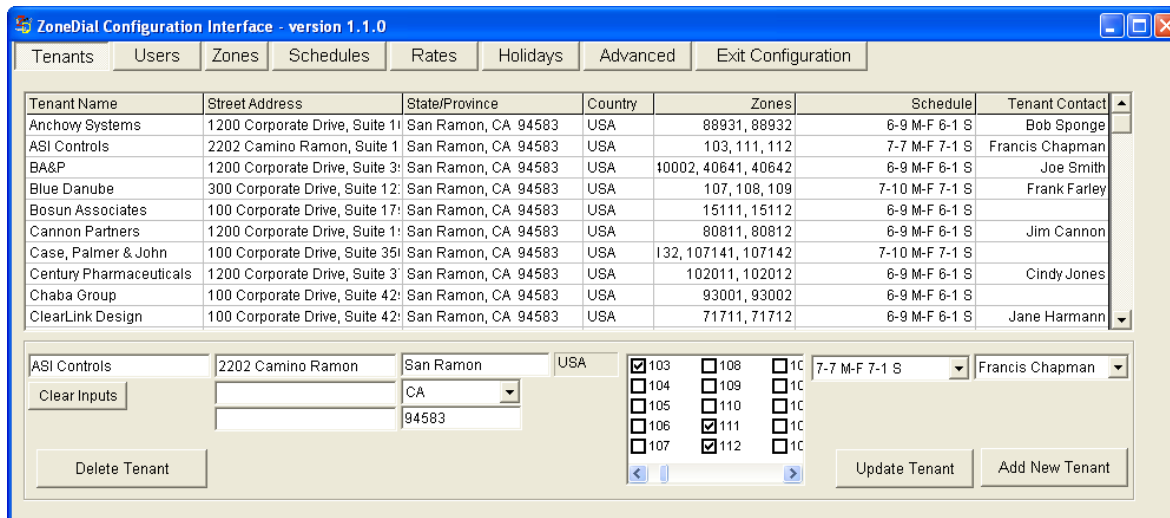 ZoneDial Configuration Interface - version 1.1.0
Tenants Users Zones Schedules Rates Holidays Advanced Exit Configuration
Tenant Name Street Address State/Province Country Zones Schedule Tenant Contact
Anchovy Systems 1200 Corporate Drive, Suite San Ramon, CA 94583 USA 88931, 88932 6-9 M-F 6-1 S Bob Sponge
ASI Controls 2202 Camino Ramon, Suite 1 San Ramon, CA 94583 USA 103, 111, 112 7-7 M-F 7-1 S Francis Chapman
BA&P 1200 Corporate Drive, Suite San Ramon, CA 94583 USA 40641, 40642 6-9 M-F 6-1 S Joe Smith
Blue Danube 300 Corporate Drive, Suite San Ramon, CA 94583 USA 107, 108, 109 7-10 M-F 7-1 S Frank Farley
Bosun Associates 100 Corporate Drive, Suite San Ramon, CA 94583 USA 15111, 15112 6-9 M-F 6-1 S
Cannon Partners 1200 Corporate Drive, Suite San Ramon, CA 94583 USA 80811, 80812 6-9 M-F 6-1 S Jim Cannon
Case, Palmer & John 100 Corporate Drive, Suite San Ramon, CA 94583 USA 107141, 107142 7-10 M-F 7-1 S
Century Pharmaceuticals 1200 Corporate Drive, Suite San Ramon, CA 94583 USA 102011, 102012 6-9 M-F 6-1 S Cindy Jones
Chaba Group 100 Corporate Drive, Suite San Ramon, CA 94583 USA 93001, 93002 6-9 M-F 6-1 S
ClearLink Design 100 Corporate Drive, Suite San Ramon, CA 94583 USA 71711, 71712 6-9 M-F 6-1 S Jane Harmann
ASI Controls 2202 Camino Ramon San Ramon USA 103 108 7-7 M-F 7-1 S Francis Chapman
Clear Inputs CA 104 109
105 110
94583 106 111
107 112
Delete Tenant Update Tenant Add New Tenant